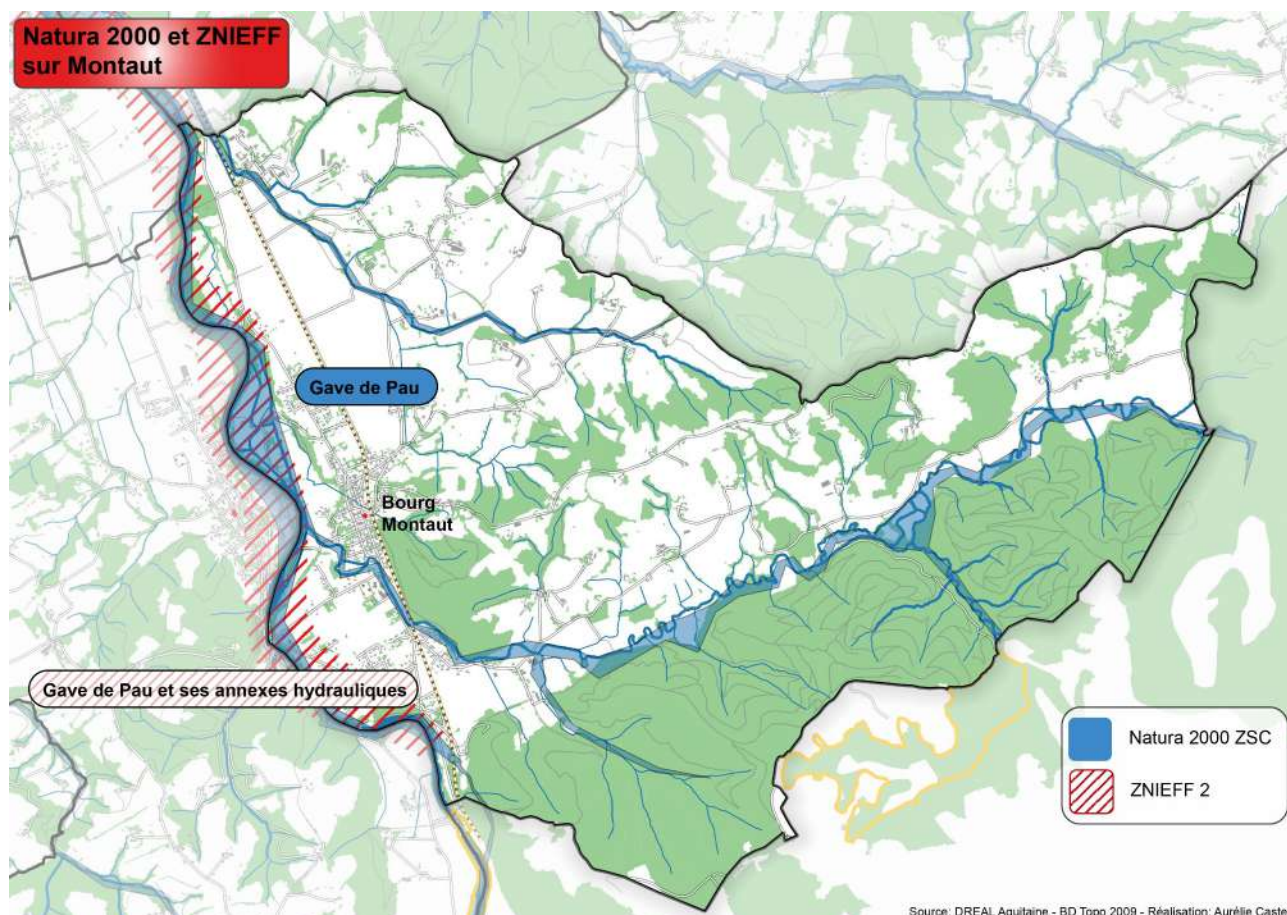 Natura 2000 et ZNIEFF
sur Montaut
Gave de Pau
Bourg
Montaut
Gave de Pau et ses annexes hydrauliques
Natura 2000 ZSC
ZNIEFF 2
Source: DREAL Aquitaine - BD Topo 2009 - Réalisation: Aurélie